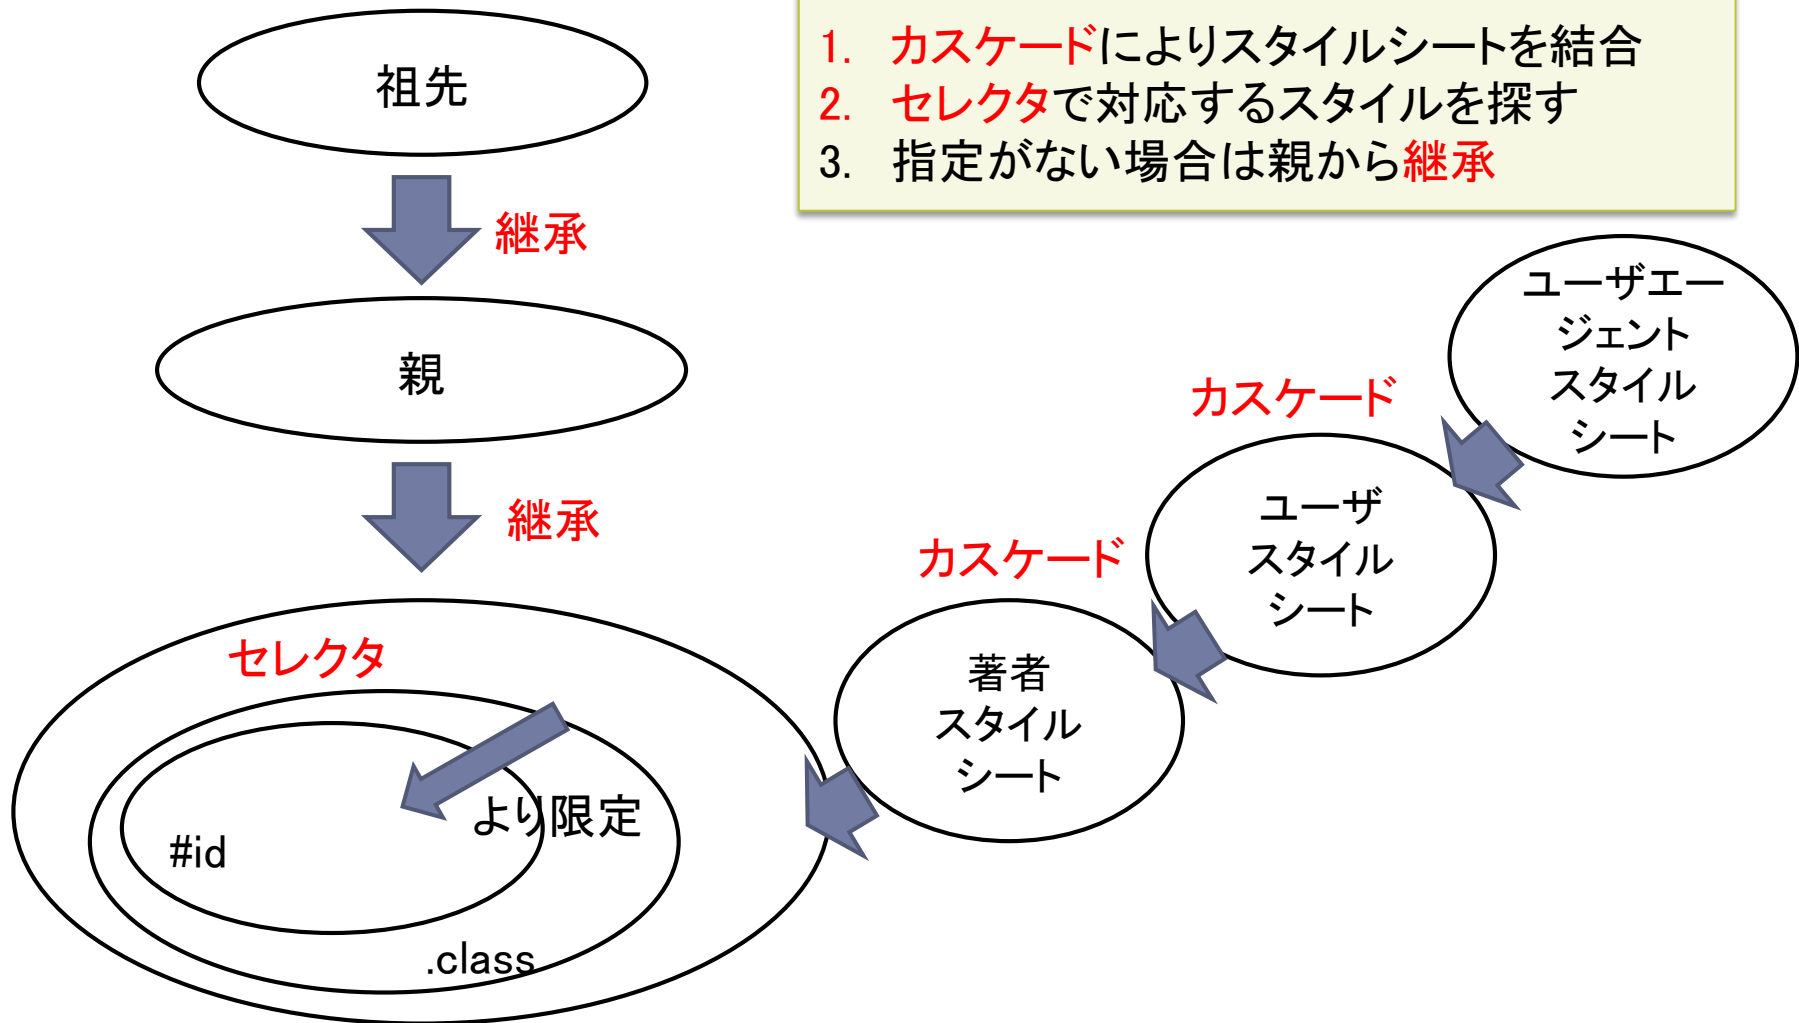 1. カスケードによりスタイルシートを結合
2. セレクタで対応するスタイルを探す
3. 指定がない場合は親から継承
祖先
継承
親
継承
セレクタ
より限定
#id
.class
ユーザエー
ジェント
スタイル
シート
カスケード
ユーザ
スタイル
シート
カスケード
著者
スタイル
シート